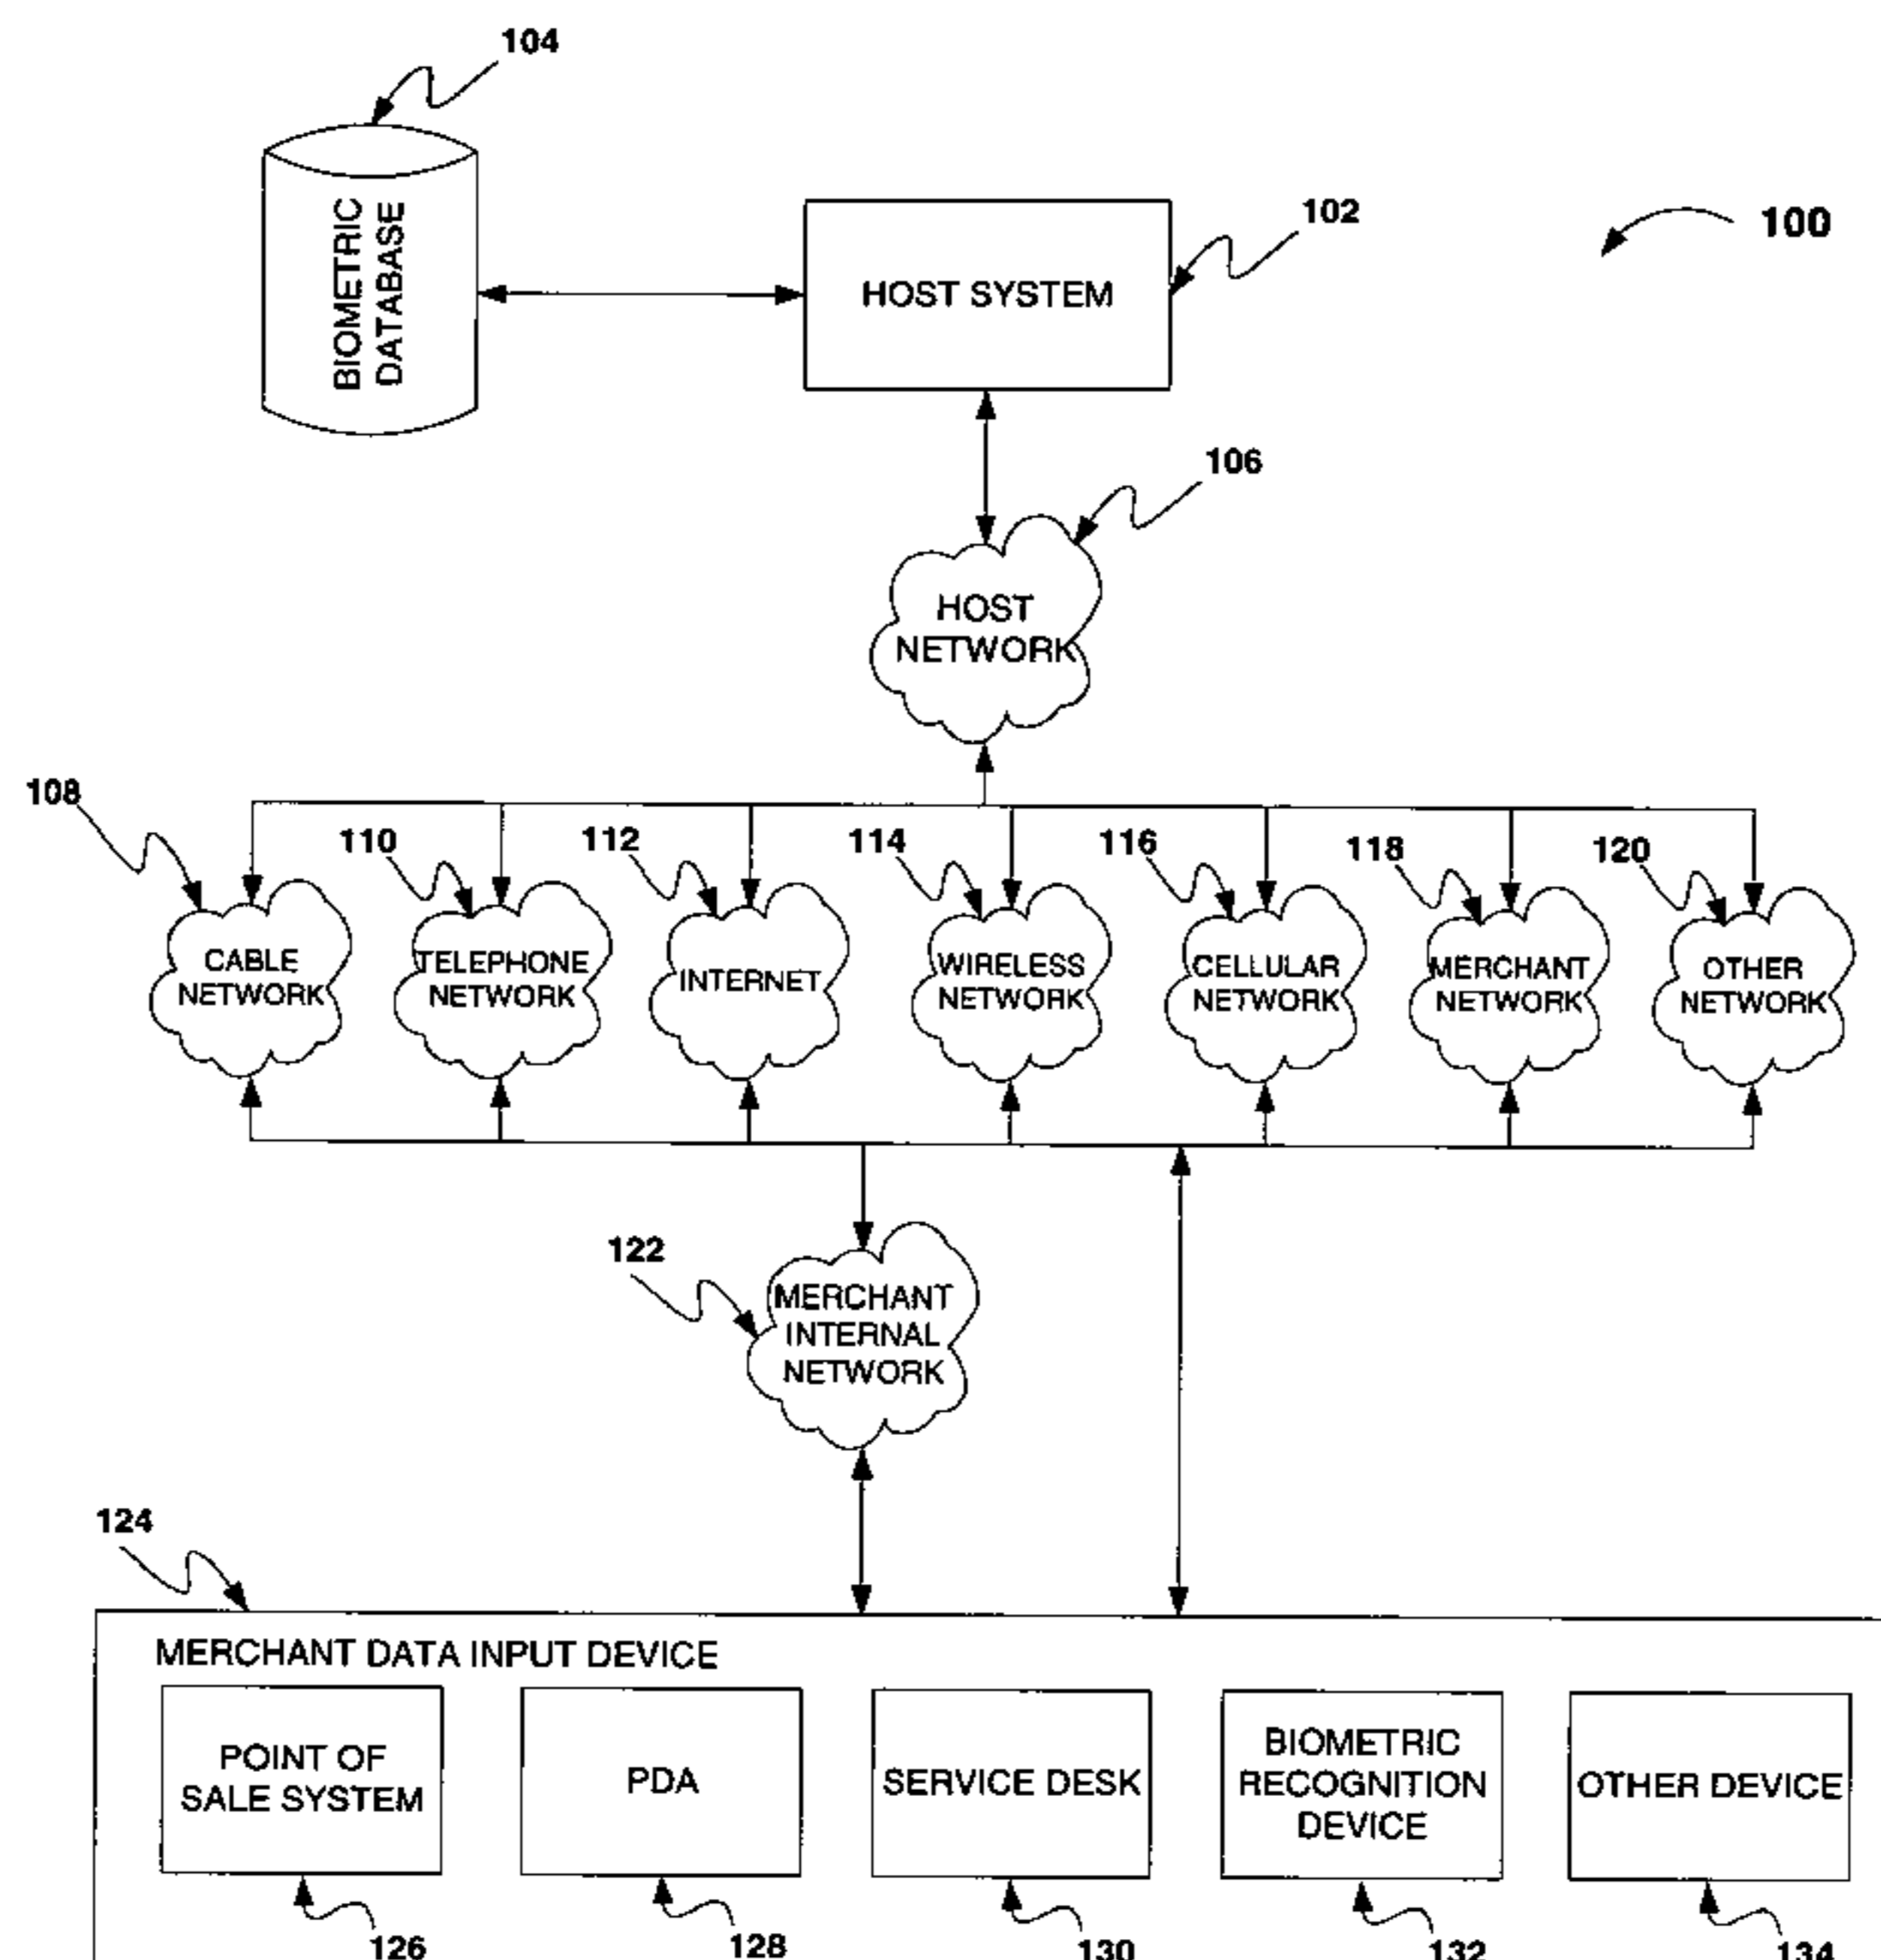 104
BIOMETRIC
DATABASE
HOST SYSTEM
102
100
106
HOST
NETWORK
108
110
112
114
116
118
120
CABLE
NETWORK
TELEPHONE
NETWORK
INTERNET
WIRELESS
NETWORK
CELLULAR
NETWORK
MERCHANT
NETWORK
OTHER
NETWORK
122
MERCHANT
INTERNAL
NETWORK
124
MERCHANT DATA INPUT DEVICE
POINT OF
SALE SYSTEM
PDA
SERVICE DESK
BIOMETRIC
RECOGNITION
DEVICE
OTHER DEVICE
126
128
130
132
134